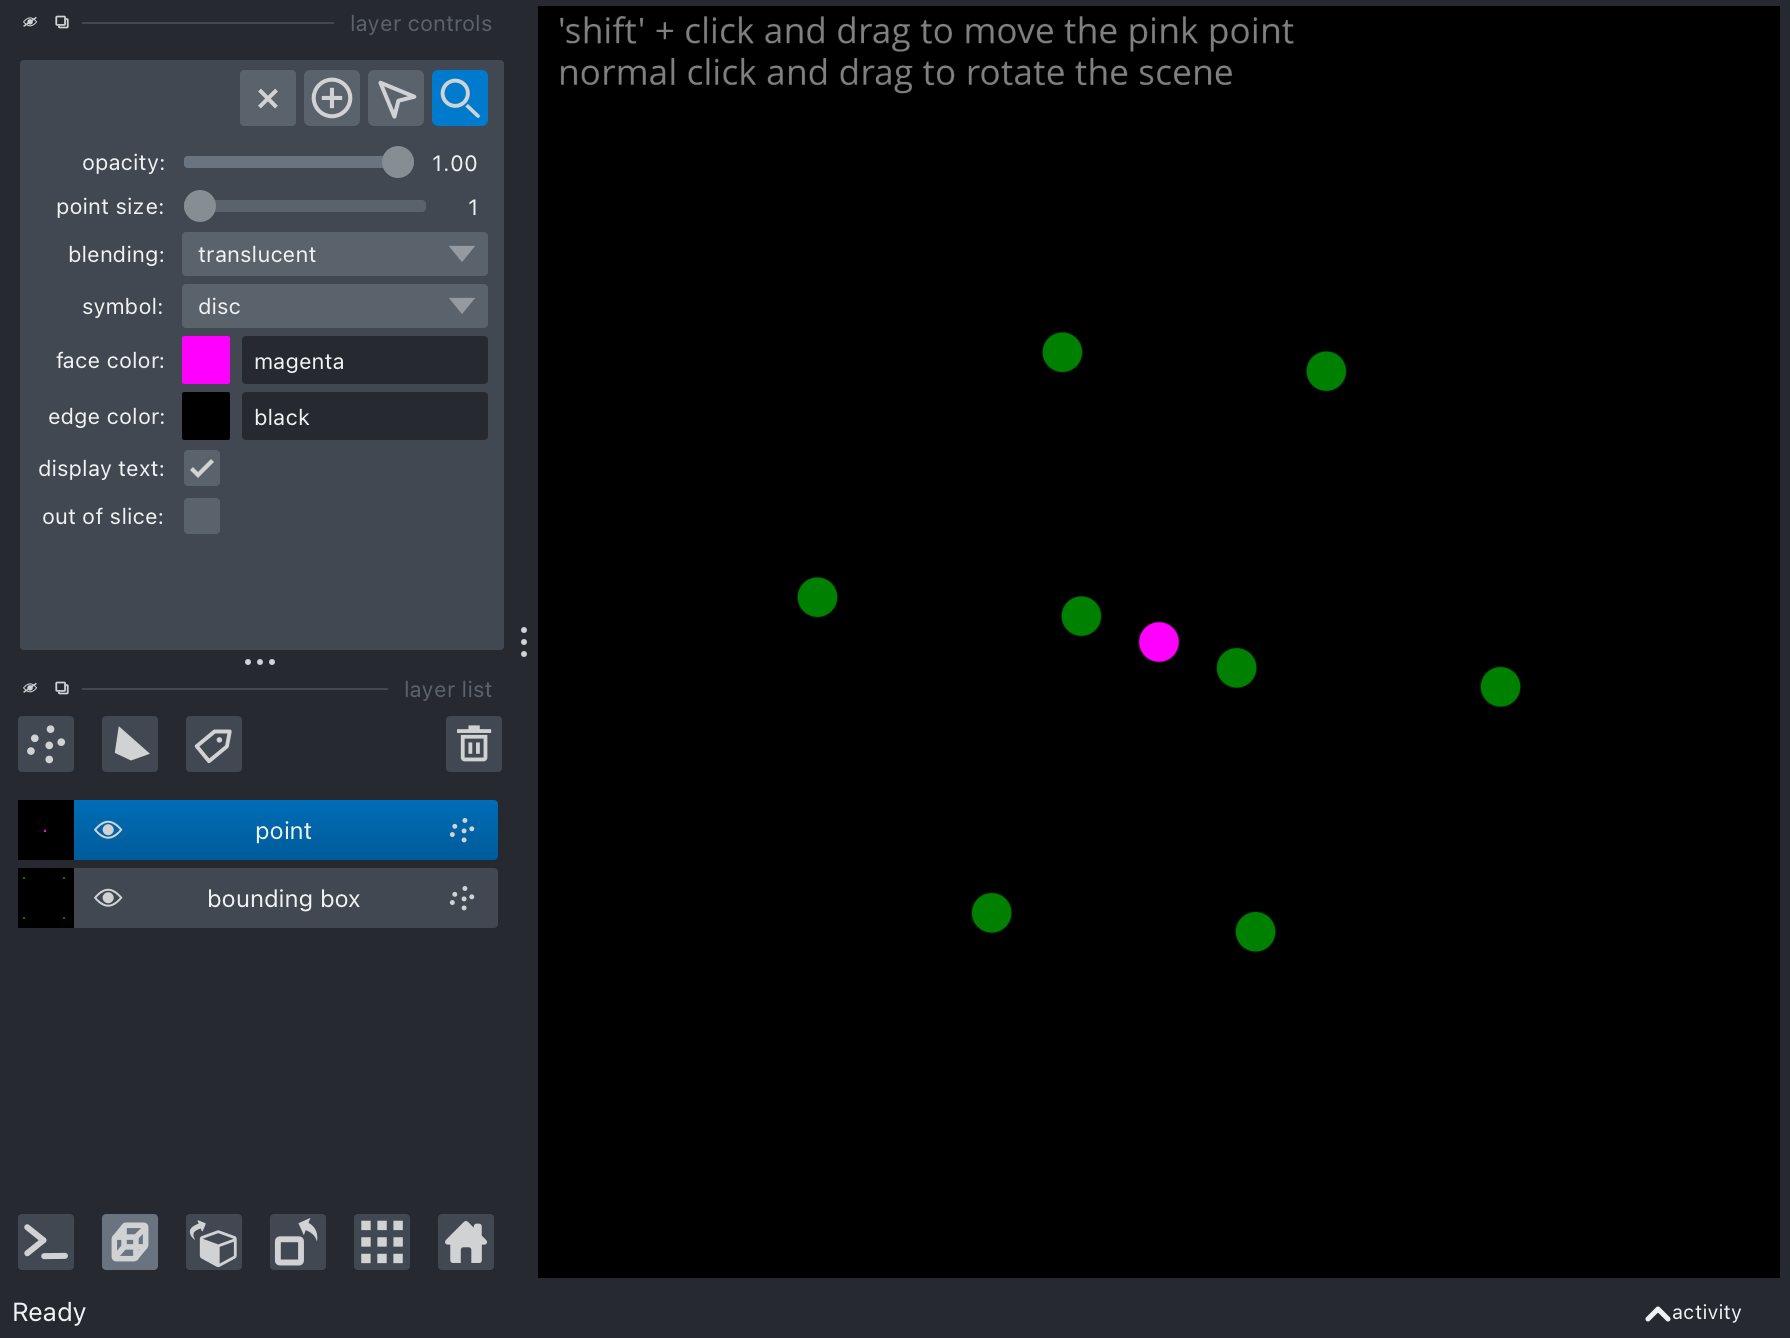 layer controls
opacity: 1.00
point size: 1
blending: translucent
symbol: disc
face color: magenta
edge color: black
display text:
out of slice:
layer list
point
bounding box
Ready
'shift' + click and drag to move the pink point
normal click and drag to rotate the scene
activity